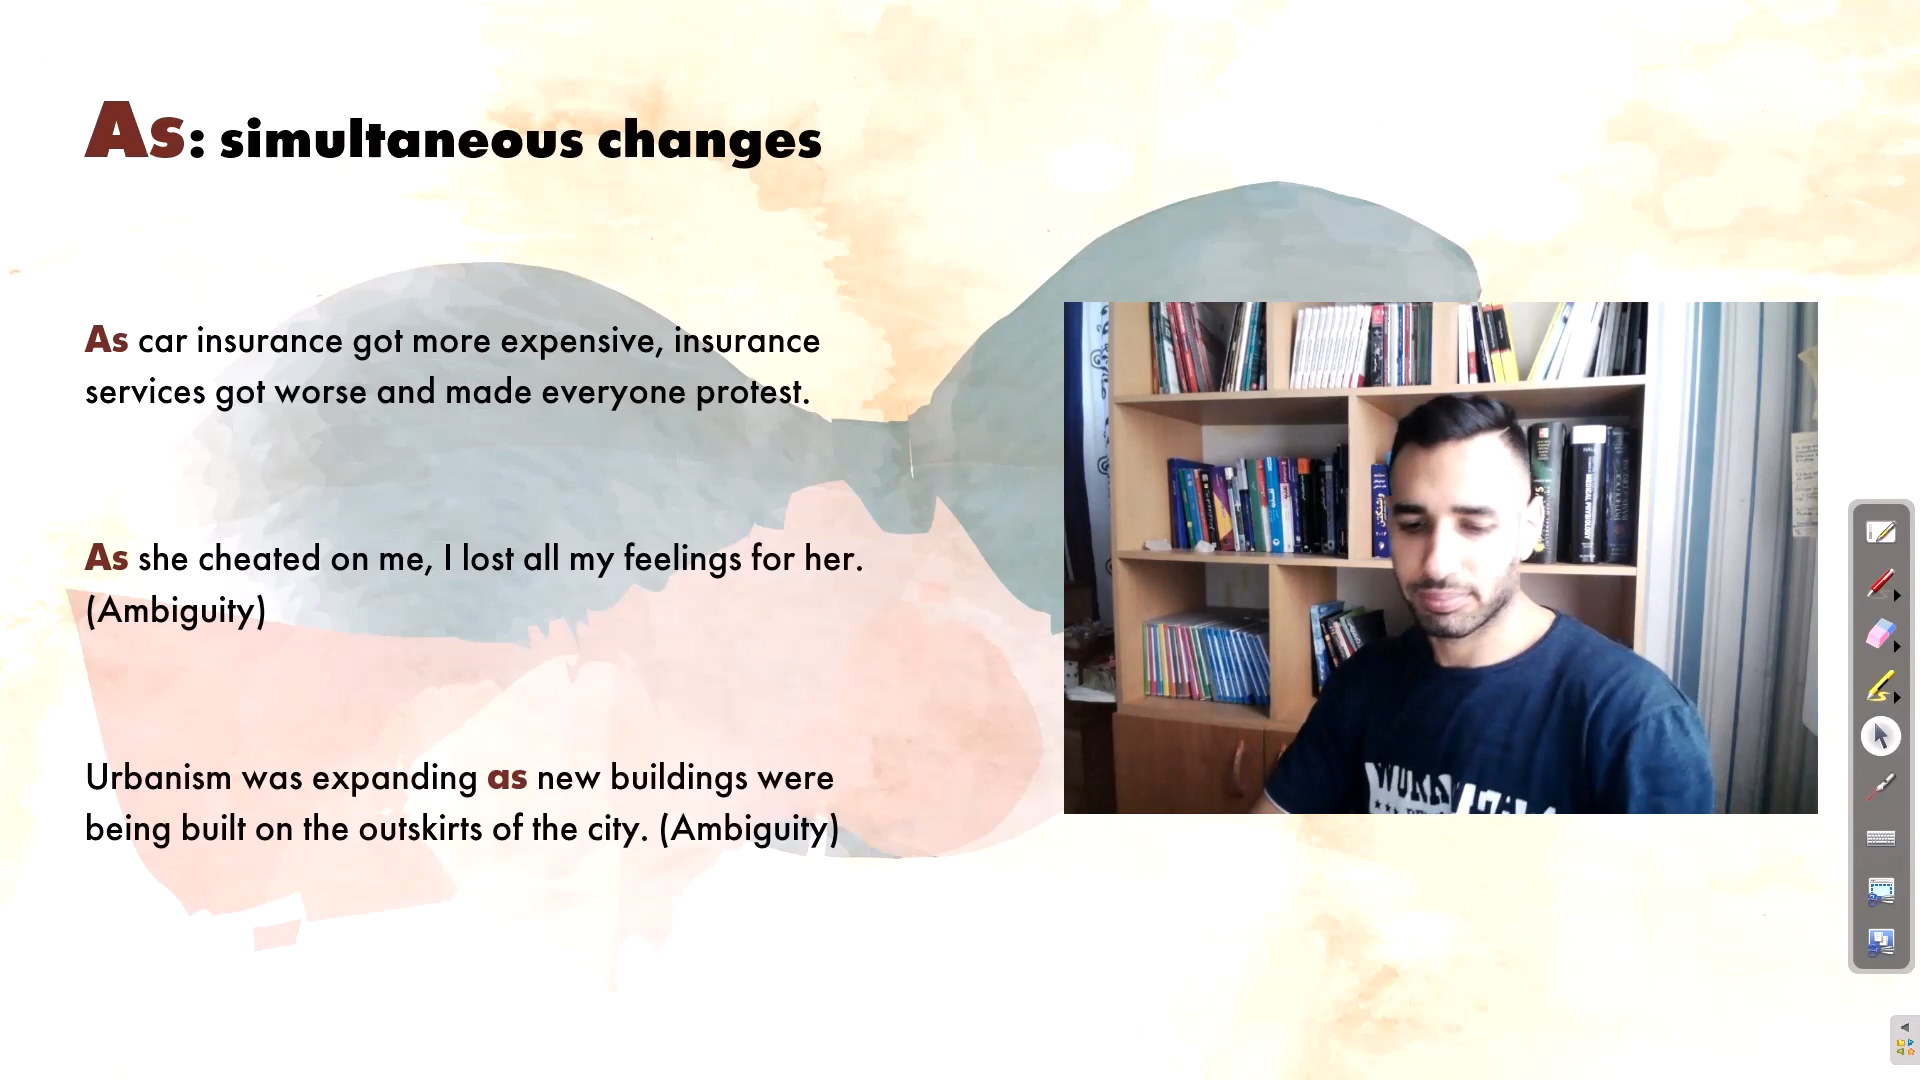 As: simultaneous changes
As car insurance got more expensive, insurance
services got worse and made everyone protest.
As she cheated on me, I lost all my feelings for her.
(Ambiguity)
Urbanism was expanding as new buildings were
being built on the outskirts of the city. (Ambiguity)
MEDICAL PHYSIOLOGY